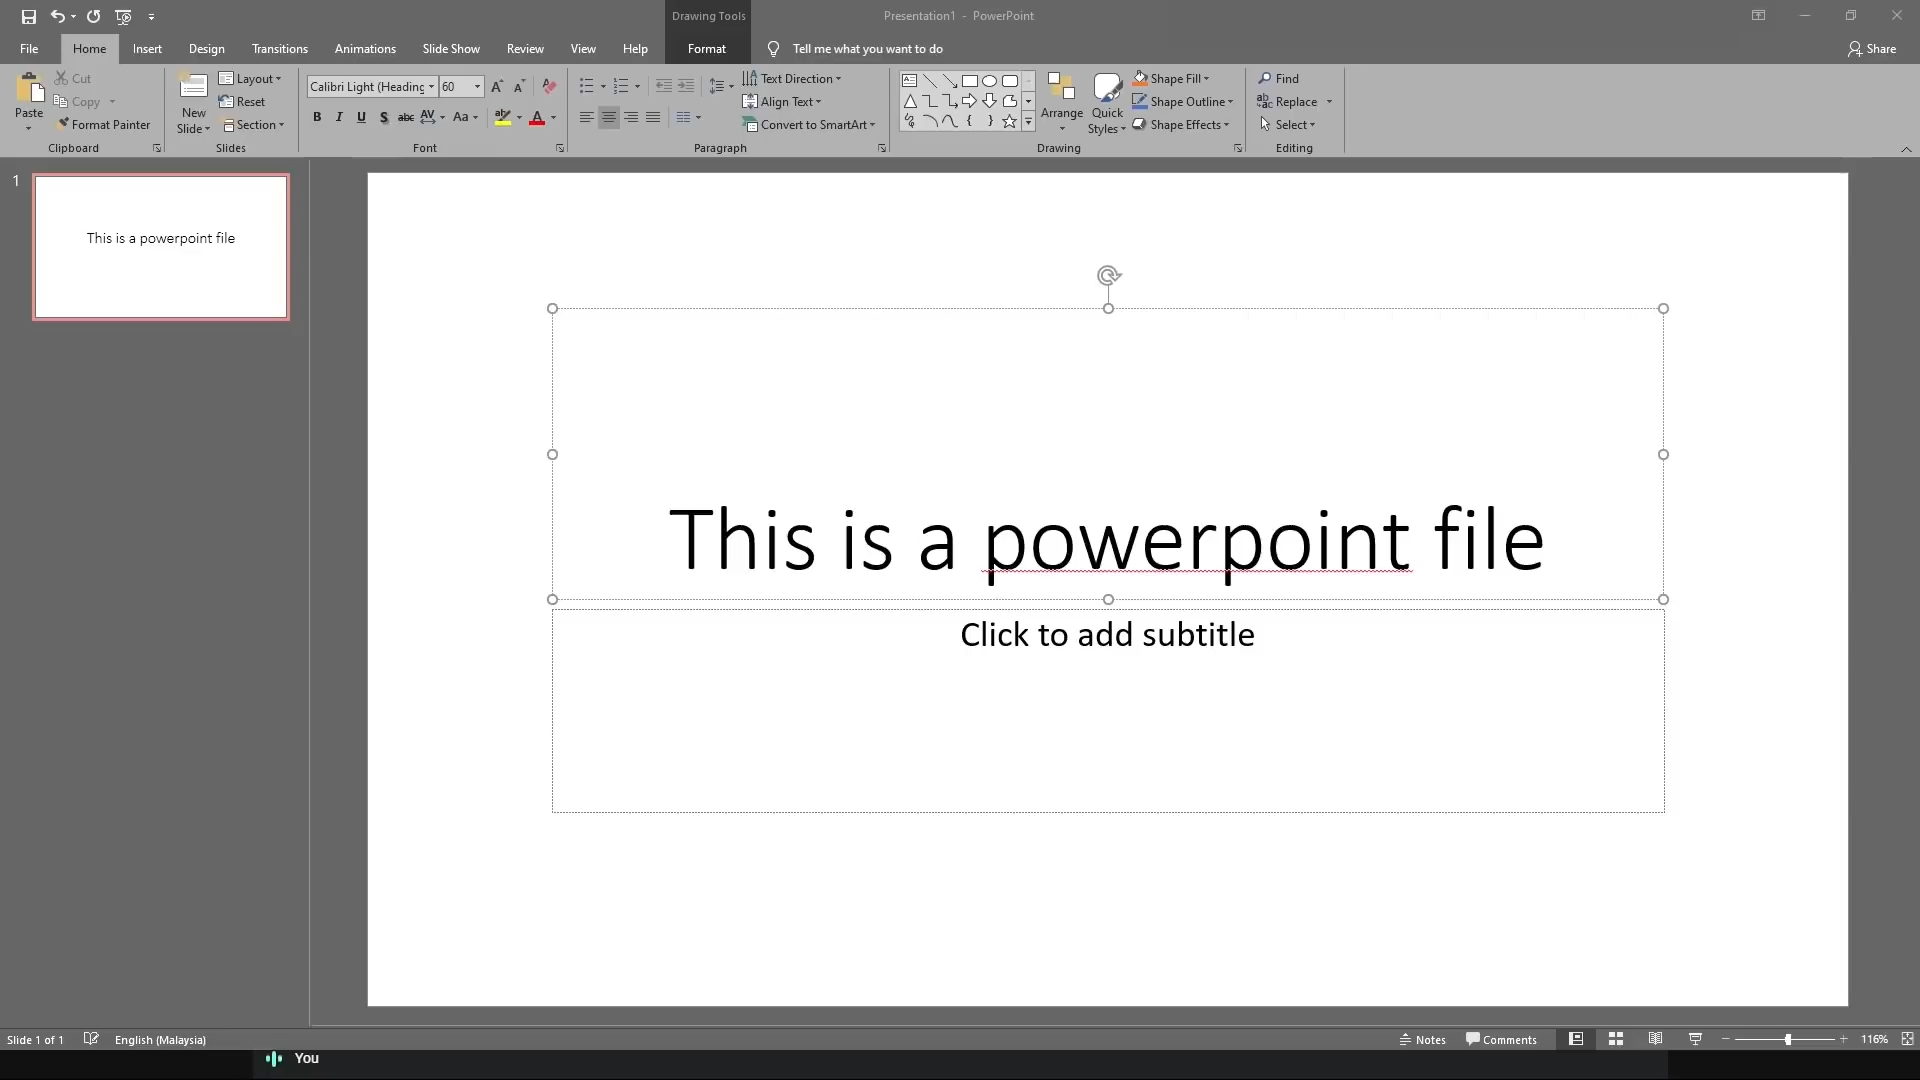 Drawing Tools
Presentation1 - PowerPoint
File Home Insert Design Transitions Animations Slide Show Review View Help Format Tell me what you want to do Share
Paste
Cut
Copy
Format Painter
Clipboard
New Slide
Layout
Reset
Section
Slides
Calibri Light (Heading 60
B I U S abc AV Aa A
Font
Text Direction
Align Text
Convert to SmartArt
Paragraph
Arrange
Quick Styles
Shape Fill
Shape Outline
Shape Effects
Drawing
Find
Replace
Select
Editing
1
This is a powerpoint file
This is a powerpoint file
Click to add subtitle
Slide 1 of 1 English (Malaysia) Notes Comments 116%
You